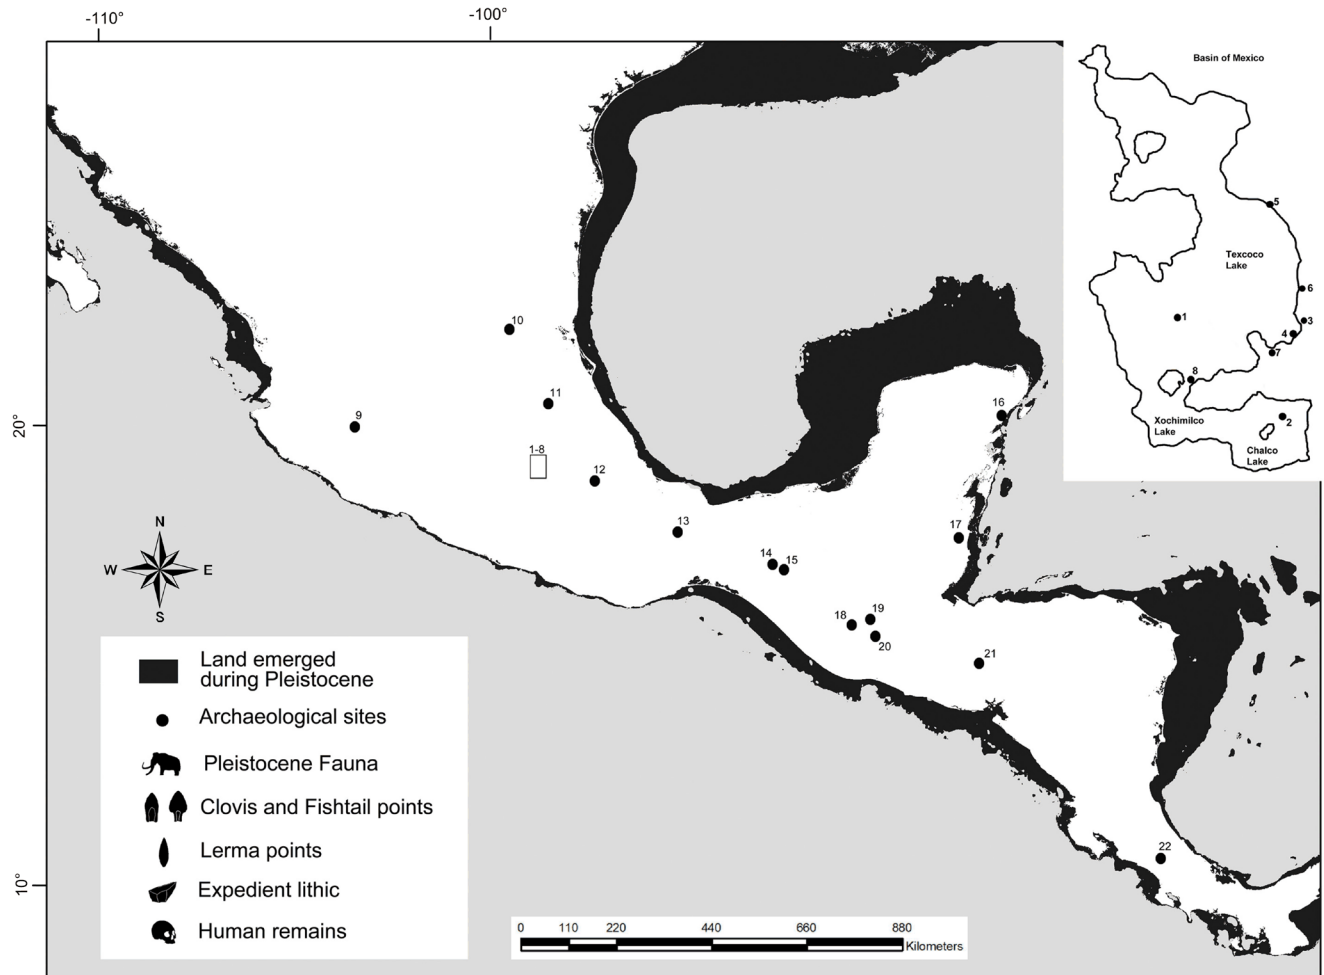 -110°
-100°
Basin of Mexico
5
Texcoco
Lake
6
1
3
4
7
8
2
Xochimilco
Lake
Chalco
Lake
10
11
9
20°
1-8
12
16
13
17
14
15
N
W
E
S
18
19
20
21
22
10°
Land emerged
during Pleistocene
Archaeological sites
Pleistocene Fauna
Clovis and Fishtail points
Lerma points
Expedient lithic
Human remains
0 110 220 440 660 880
Kilometers